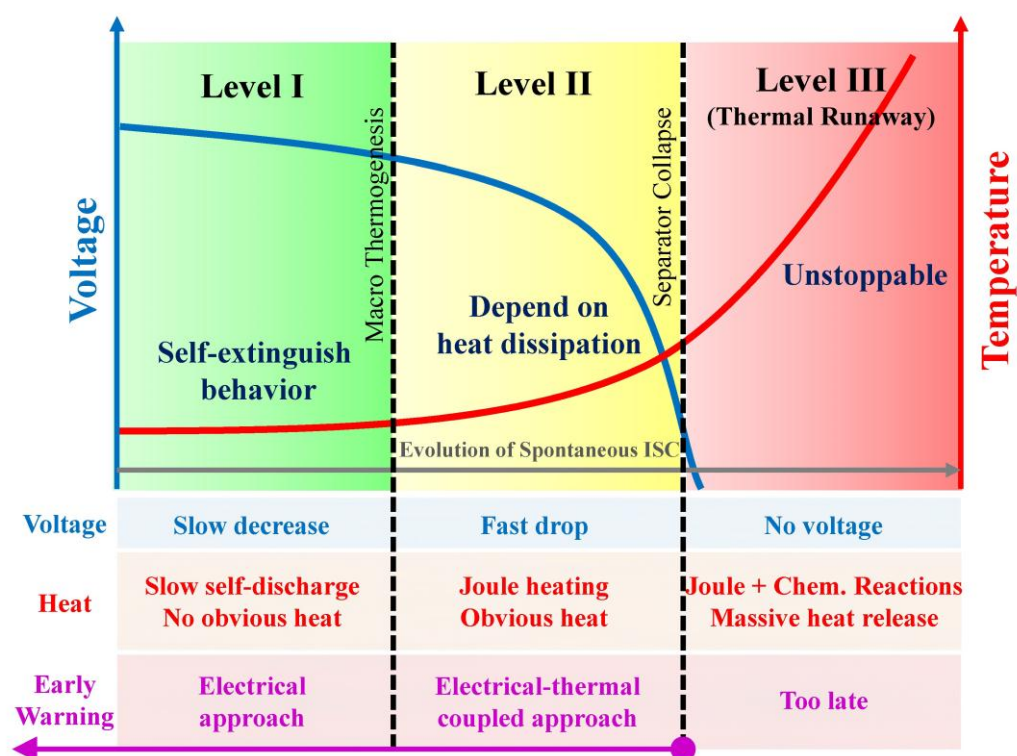 Level I
Level II
Level III
(Thermal Runaway)
Voltage
Macro Thermogenesis
Separator Collapse
Temperature
Self-extinguish
behavior
Depend on
heat dissipation
Unstoppable
Evolution of Spontaneous ISC
Voltage
Slow decrease
Fast drop
No voltage
Heat
Slow self-discharge
No obvious heat
Joule heating
Obvious heat
Joule + Chem. Reactions
Massive heat release
Early
Warning
Electrical
approach
Electrical-thermal
coupled approach
Too late